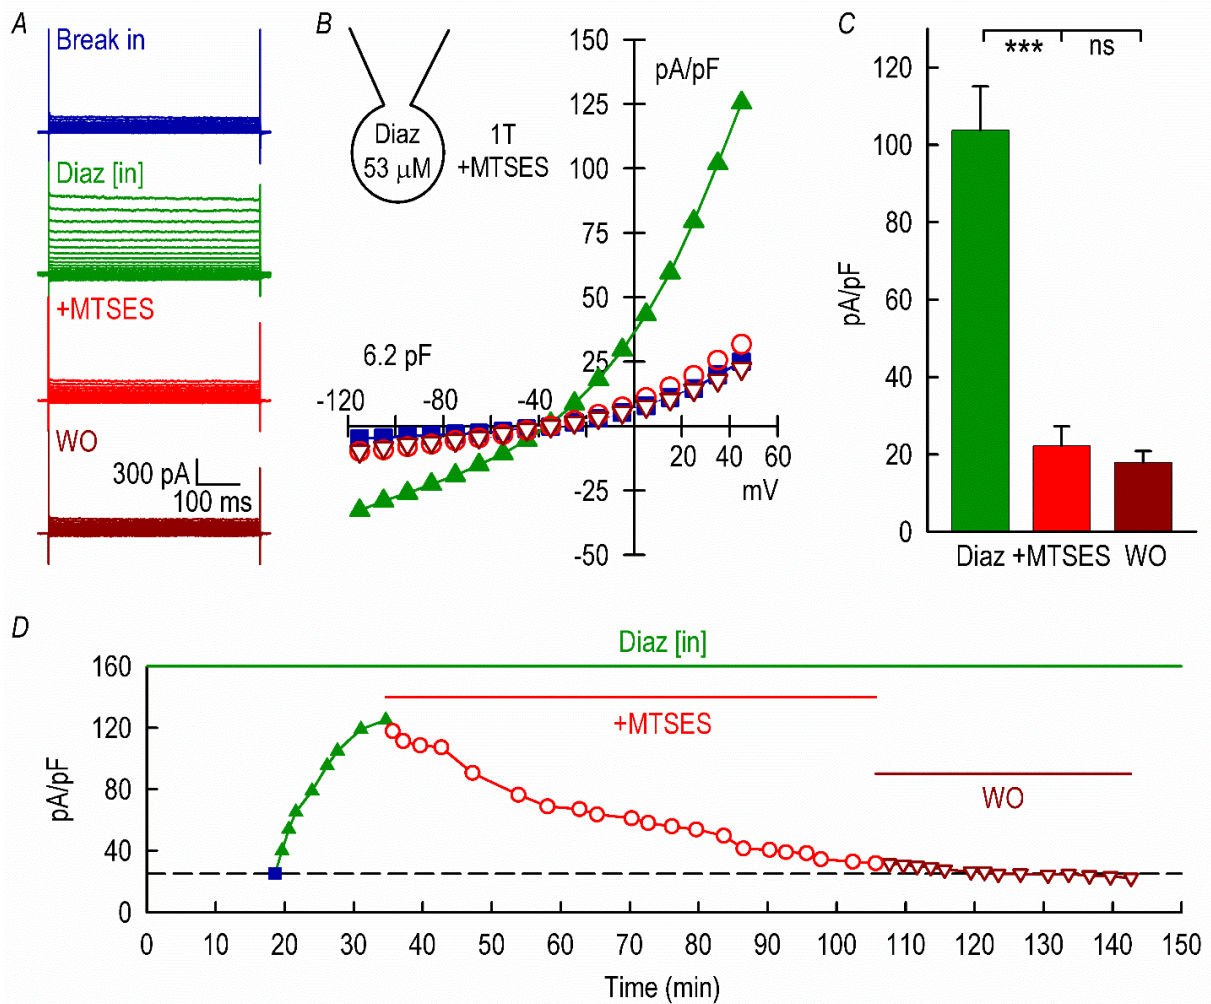 A
Break in
Diaz [in]
+MTSES
WO
300 pA
100 ms
B
Diaz
53 μM
1T
+MTSES
pA/pF
150
125
100
75
50
25
-25
-50
6.2 pF
-120
-80
-40
20
40
60
mV
C
***
ns
pA/pF
120
100
80
60
40
20
0
Diaz +MTSES WO
D
Diaz [in]
+MTSES
WO
pA/pF
160
120
80
40
0
0 10 20 30 40 50 60 70 80 90 100 110 120 130 140 150
Time (min)